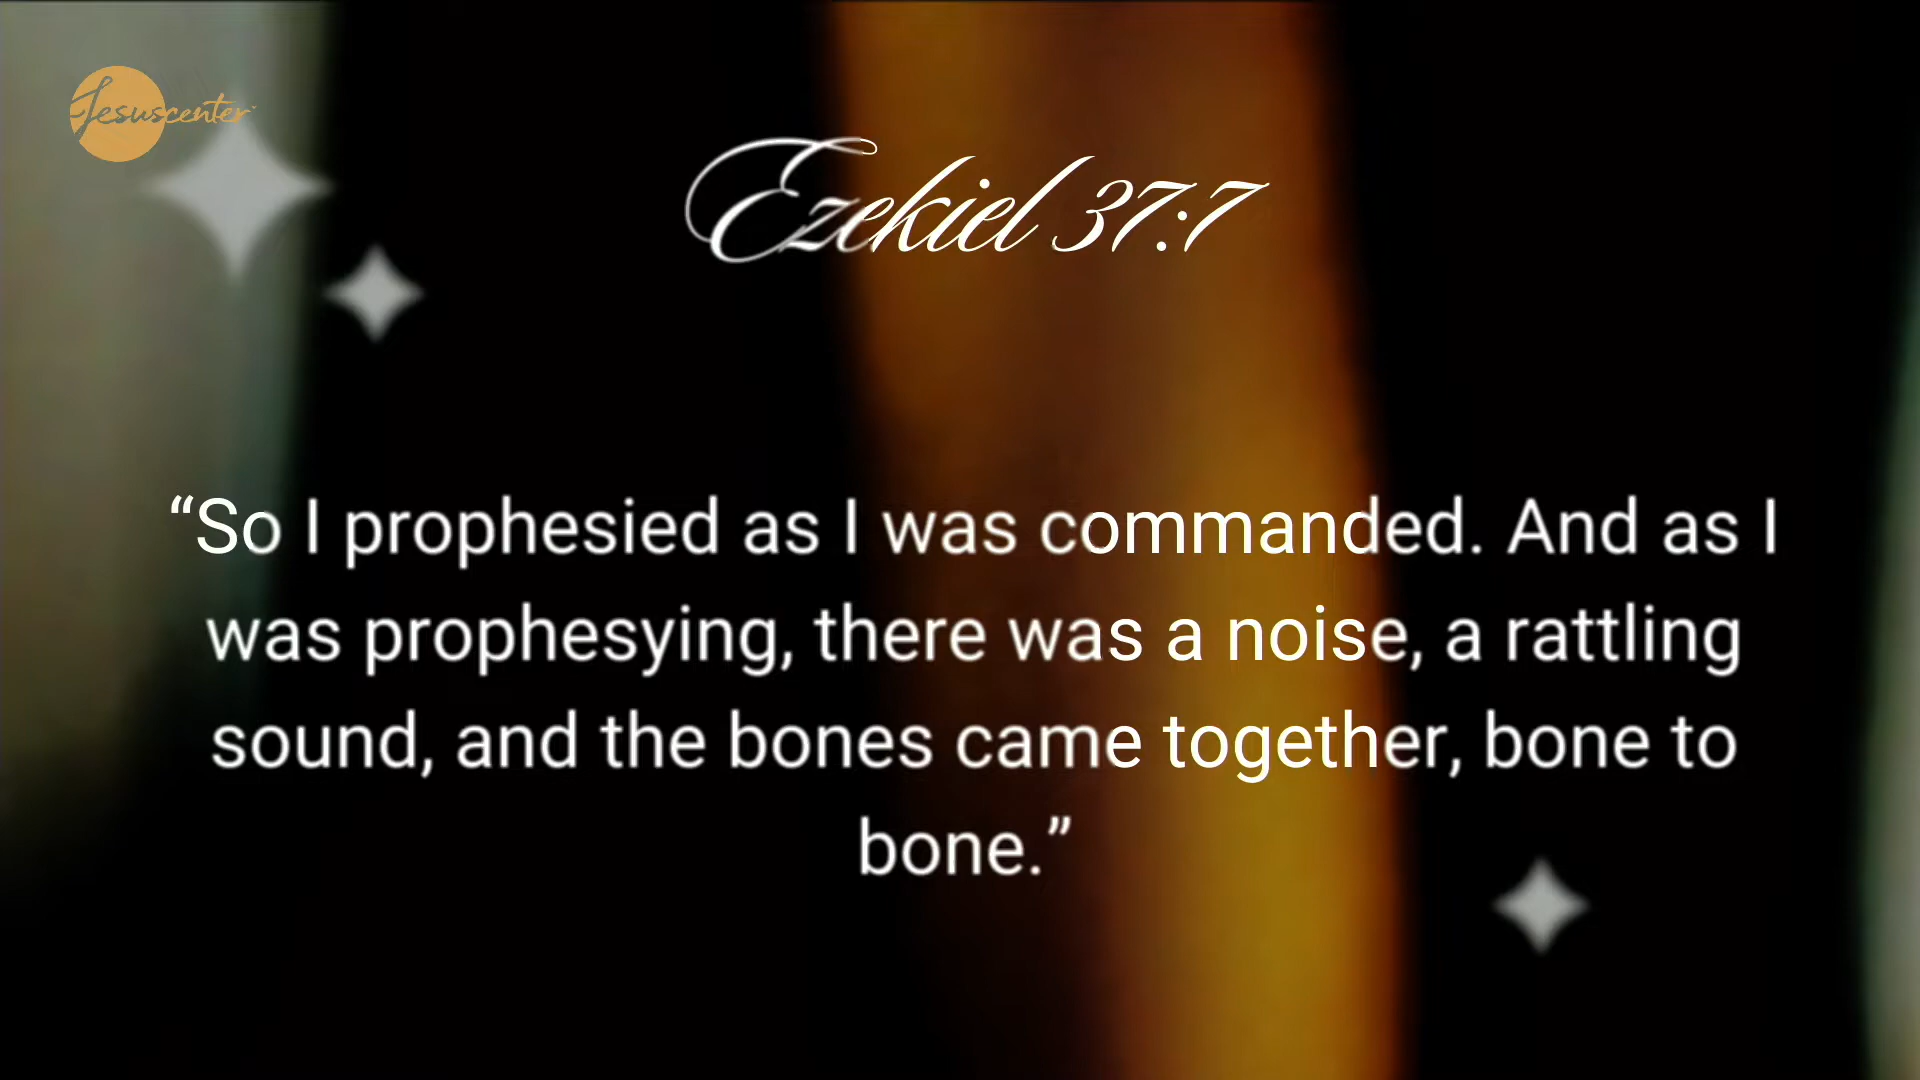 Jesuscenter
Ezekiel 37:7
“So I prophesied as I was commanded. And as I
was prophesying, there was a noise, a rattling
sound, and the bones came together, bone to
bone.”